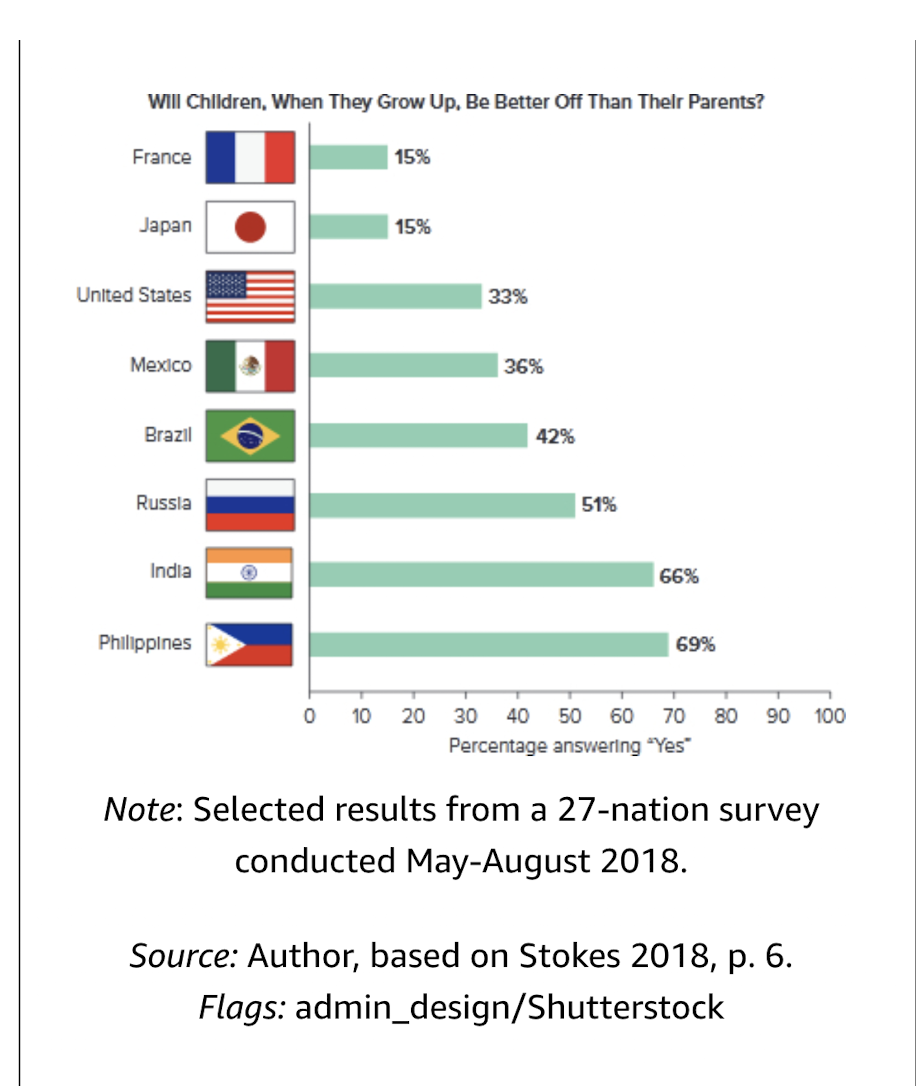 Will Children, When They Grow Up, Be Better Off Than Their Parents?
France 15%
Japan 15%
United States 33%
Mexico 36%
Brazil 42%
Russia 51%
India 66%
Philippines 69%
0 10 20 30 40 50 60 70 80 90 100
Percentage answering “Yes”
Note: Selected results from a 27-nation survey
conducted May-August 2018.
Source: Author, based on Stokes 2018, p. 6.
Flags: admin_design/Shutterstock